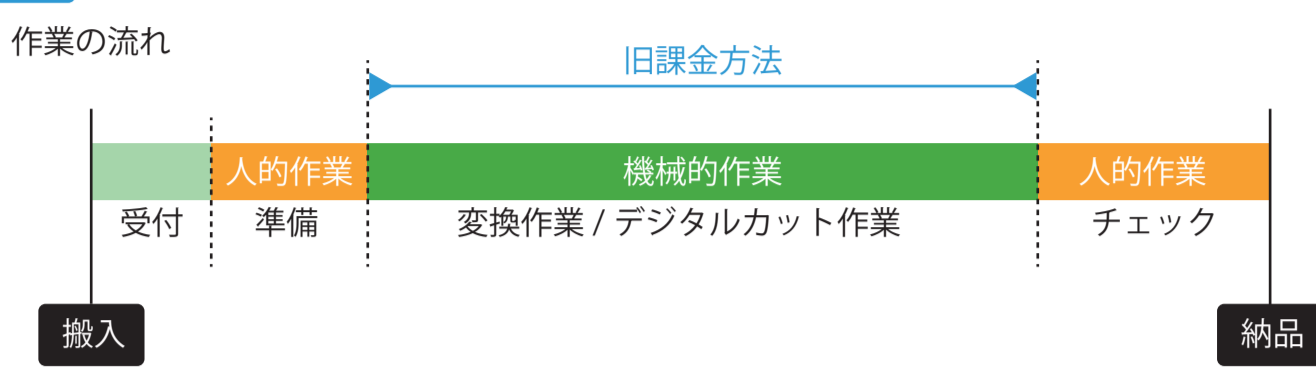 作業の流れ
旧課金方法
人的作業
機械的作業
人的作業
受付
準備
変換作業 / デジタルカット作業
チェック
搬入
納品